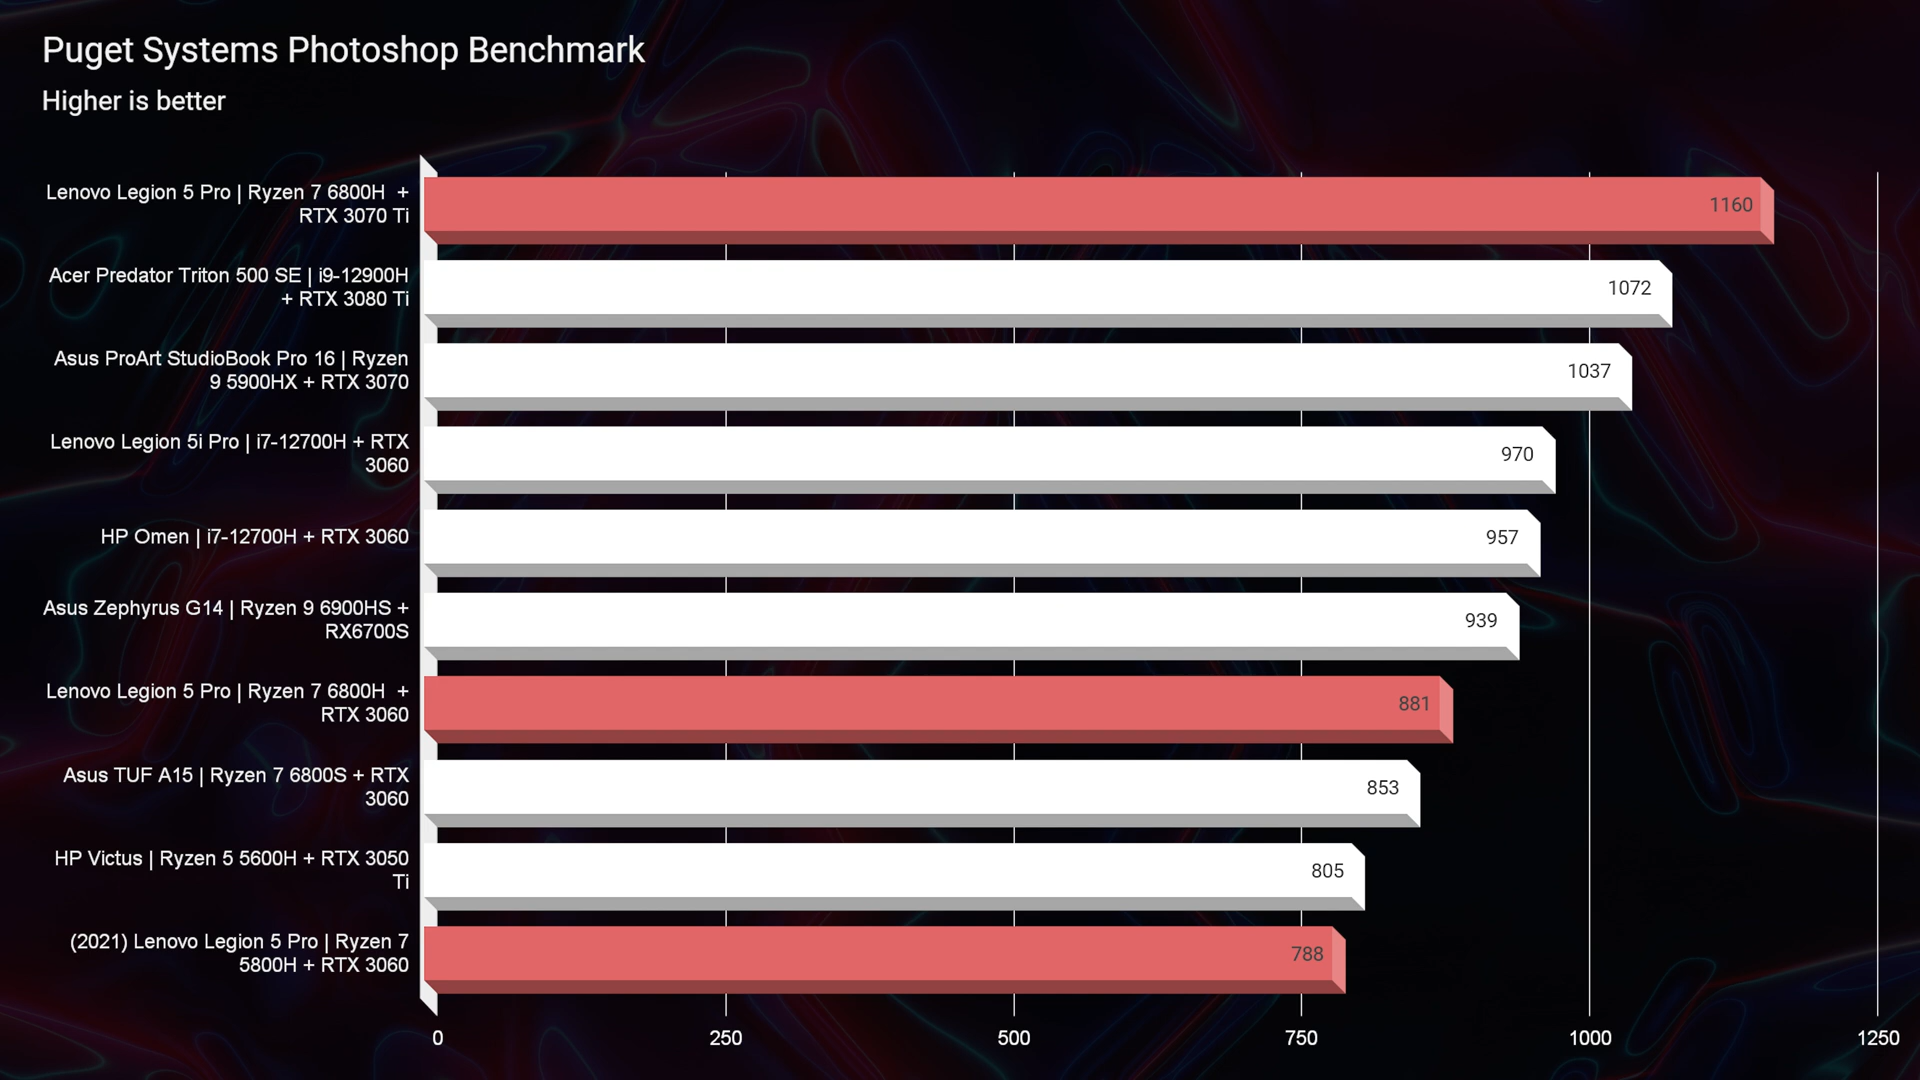 Puget Systems Photoshop Benchmark
Higher is better
Lenovo Legion 5 Pro | Ryzen 7 6800H +
RTX 3070 Ti
1160
Acer Predator Triton 500 SE | i9-12900H
+ RTX 3080 Ti
1072
Asus ProArt StudioBook Pro 16 | Ryzen
9 5900HX + RTX 3070
1037
Lenovo Legion 5i Pro | i7-12700H + RTX
3060
970
HP Omen | i7-12700H + RTX 3060
957
Asus Zephyrus G14 | Ryzen 9 6900HS +
RX6700S
939
Lenovo Legion 5 Pro | Ryzen 7 6800H +
RTX 3060
881
Asus TUF A15 | Ryzen 7 6800S + RTX
3060
853
HP Victus | Ryzen 5 5600H + RTX 3050
Ti
805
(2021) Lenovo Legion 5 Pro | Ryzen 7
5800H + RTX 3060
788
0 250 500 750 1000 1250